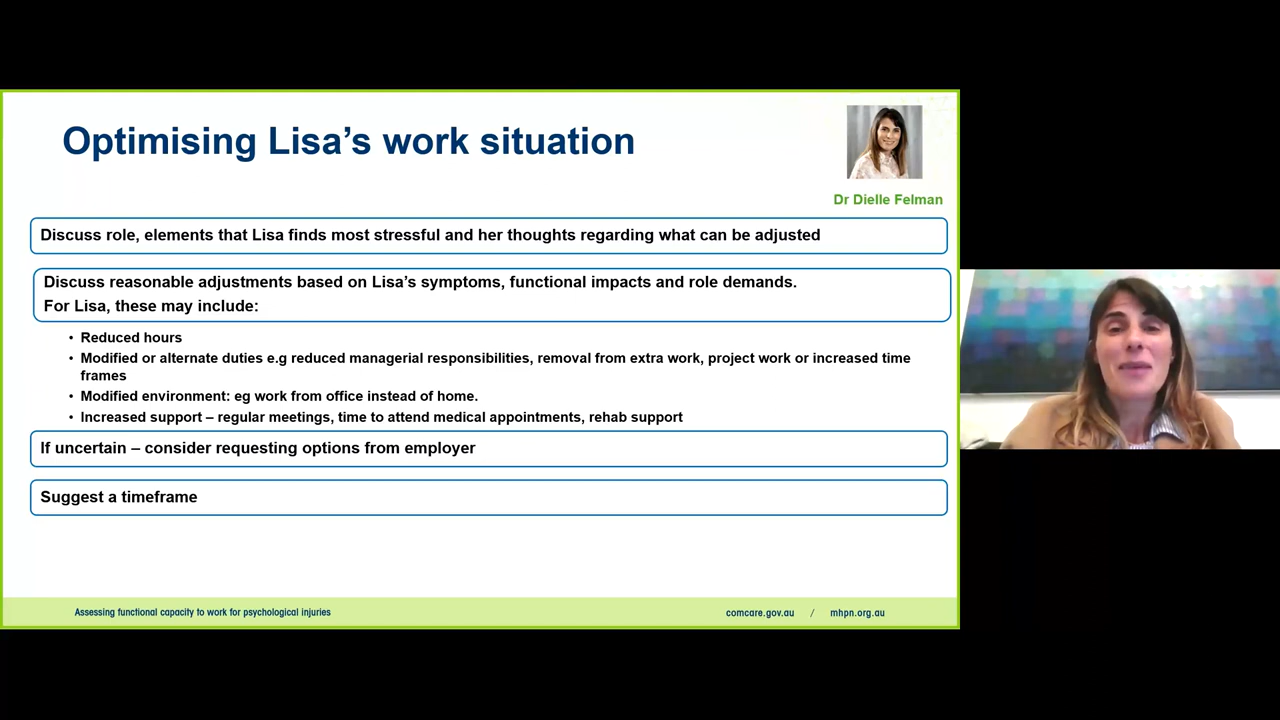 Optimising Lisa’s work situation
Dr Dielle Felman
Discuss role, elements that Lisa finds most stressful and her thoughts regarding what can be adjusted
Discuss reasonable adjustments based on Lisa’s symptoms, functional impacts and role demands.
For Lisa, these may include:
• Reduced hours
• Modified or alternate duties e.g reduced managerial responsibilities, removal from extra work, project work or increased time
frames
• Modified environment: eg work from office instead of home.
• Increased support – regular meetings, time to attend medical appointments, rehab support
If uncertain – consider requesting options from employer
Suggest a timeframe
Assessing functional capacity to work for psychological injuries
comcare.gov.au / mhpn.org.au